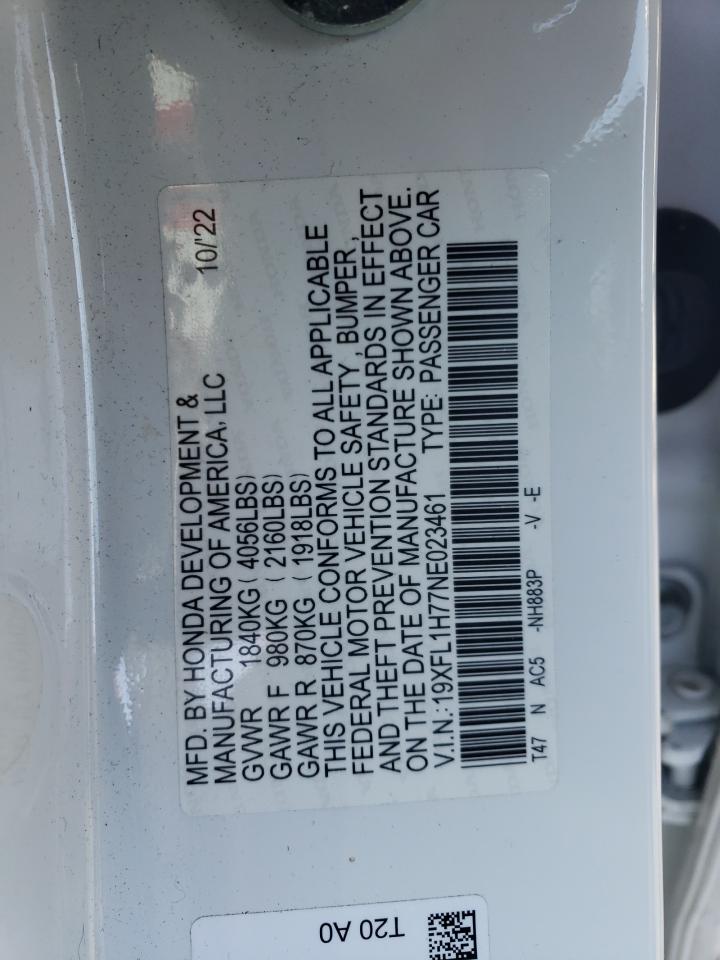 MFD. BY HONDA DEVELOPMENT &
MANUFACTURING OF AMERICA, LLC 10/'22
GVWR 1840KG ( 4056LBS)
GAWR F 980KG ( 2160LBS)
GAWR R 870KG ( 1918LBS)
THIS VEHICLE CONFORMS TO ALL APPLICABLE
FEDERAL MOTOR VEHICLE SAFETY, BUMPER,
AND THEFT PREVENTION STANDARDS IN EFFECT
ON THE DATE OF MANUFACTURE SHOWN ABOVE.
V.I.N.:19XFL1H77NE023461 TYPE: PASSENGER CAR
T47 N AC5 -NH883P -V -E
T20 A0